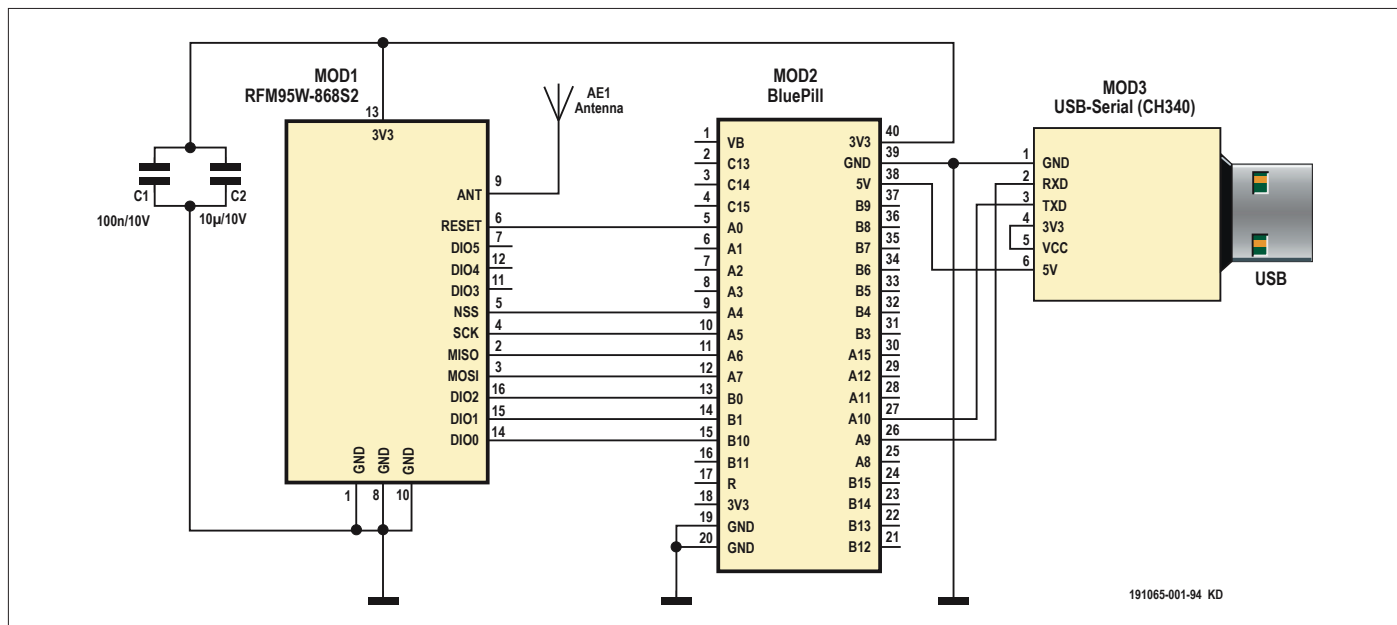 MOD1
RFM95W-868S2
13
3V3
AE1
Antenna
9
ANT
6
RESET
7
DIO5
12
DIO4
11
DIO3
5
NSS
4
SCK
2
MISO
3
MOSI
16
DIO2
15
DIO1
14
DIO0
GND
GND
GND
1
8
10
C1
100n/10V
C2
10µ/10V
MOD2
BluePill
1
VB
2
C13
3
C14
4
C15
5
A0
6
A1
7
A2
8
A3
9
A4
10
A5
11
A6
12
A7
13
B0
14
B1
15
B10
16
B11
17
R
18
3V3
19
GND
20
GND
40
3V3
39
GND
38
5V
37
B9
36
B8
35
B7
34
B6
33
B5
32
B4
31
B3
30
A15
29
A12
28
A11
27
A10
26
A9
25
A8
24
B15
23
B14
22
B13
21
B12
MOD3
USB-Serial (CH340)
1
GND
2
RXD
3
TXD
4
3V3
5
VCC
6
5V
USB
191065-001-94 KD